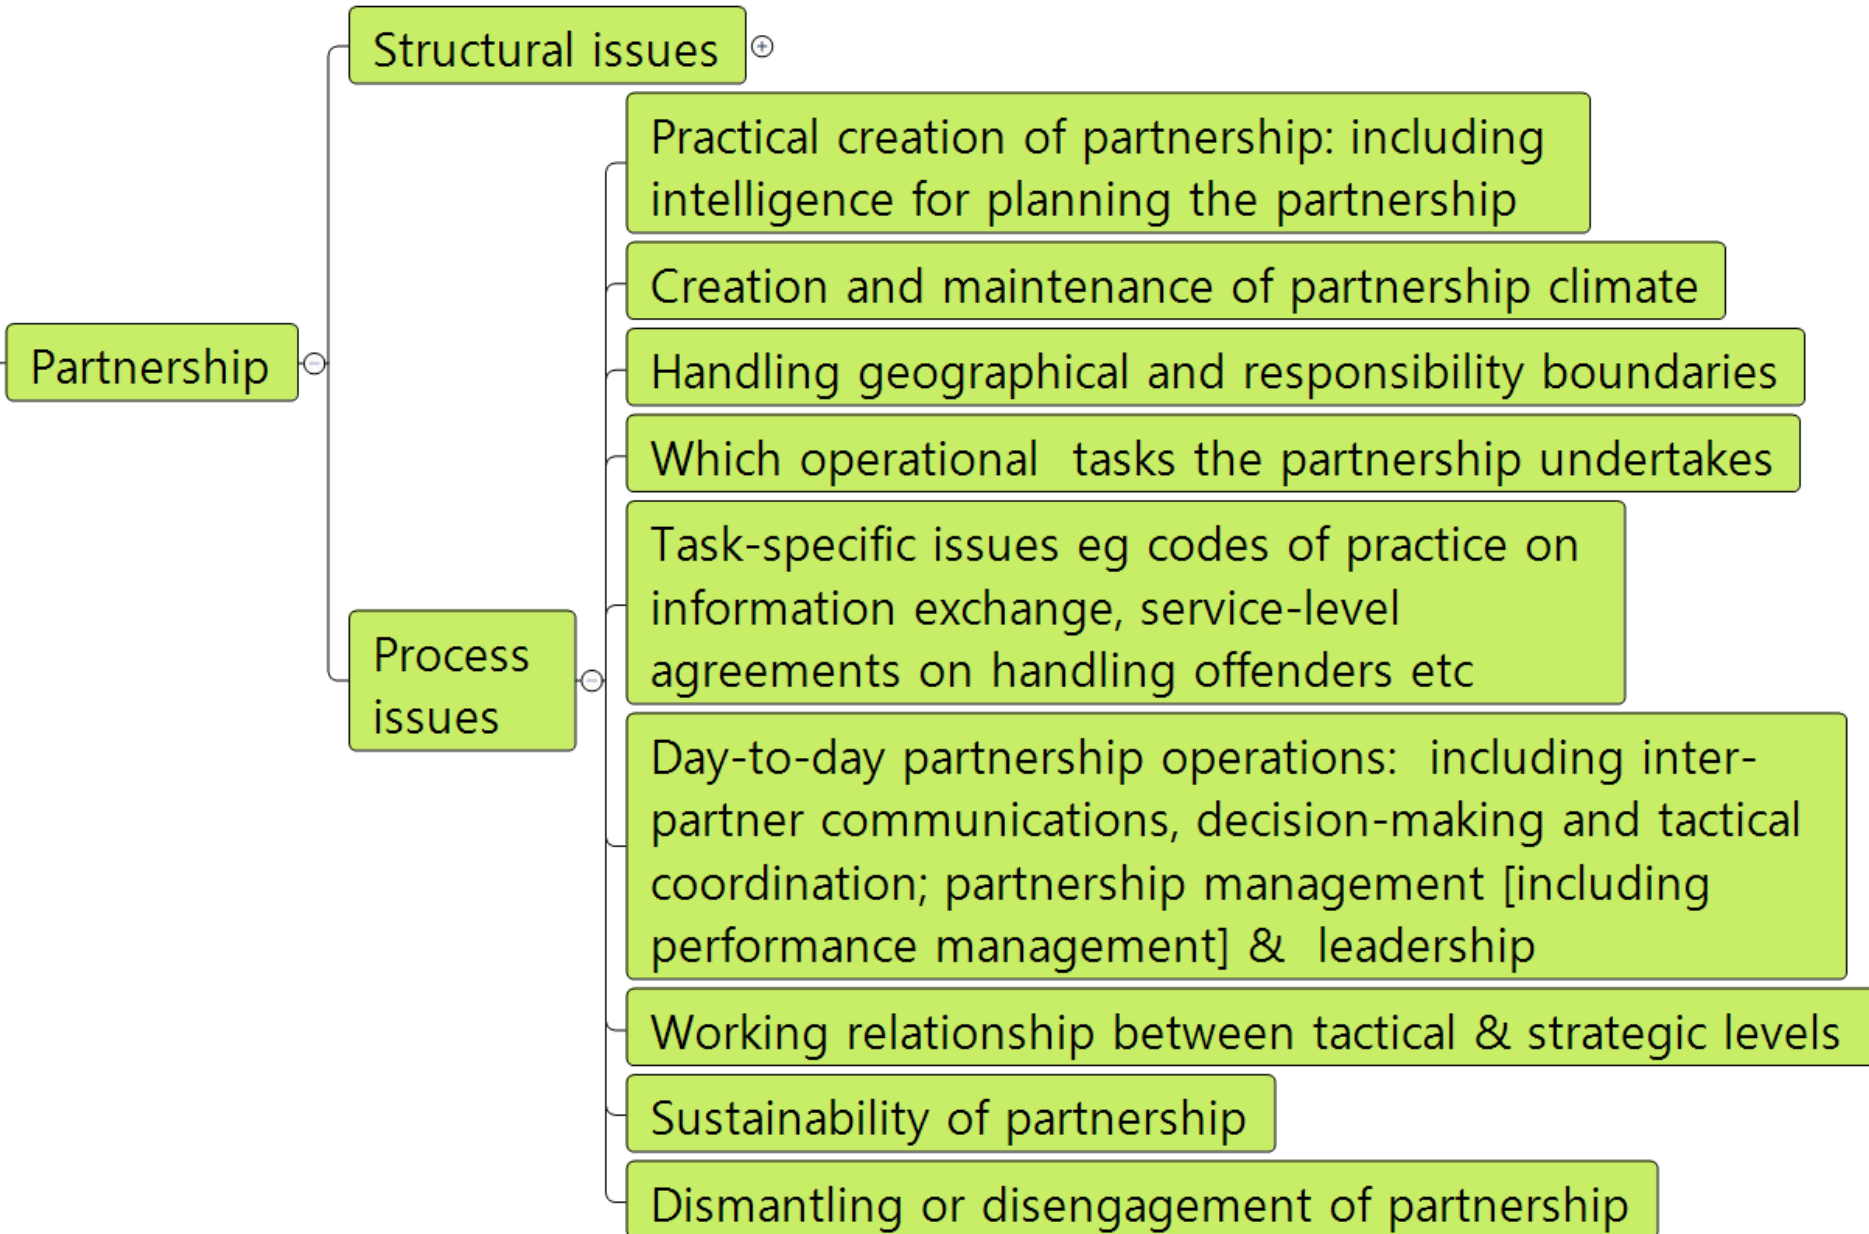 Structural issues
Practical creation of partnership: including
intelligence for planning the partnership
Creation and maintenance of partnership climate
Handling geographical and responsibility boundaries
Partnership
Which operational  tasks the partnership undertakes
Task-specific issues eg codes of practice on
information exchange, service-level
agreements on handling offenders etc
Process
issues
Day-to-day partnership operations:  including inter-
partner communications, decision-making and tactical
coordination; partnership management [including
performance management] &  leadership
Working relationship between tactical & strategic levels
Sustainability of partnership
Dismantling or disengagement of partnership